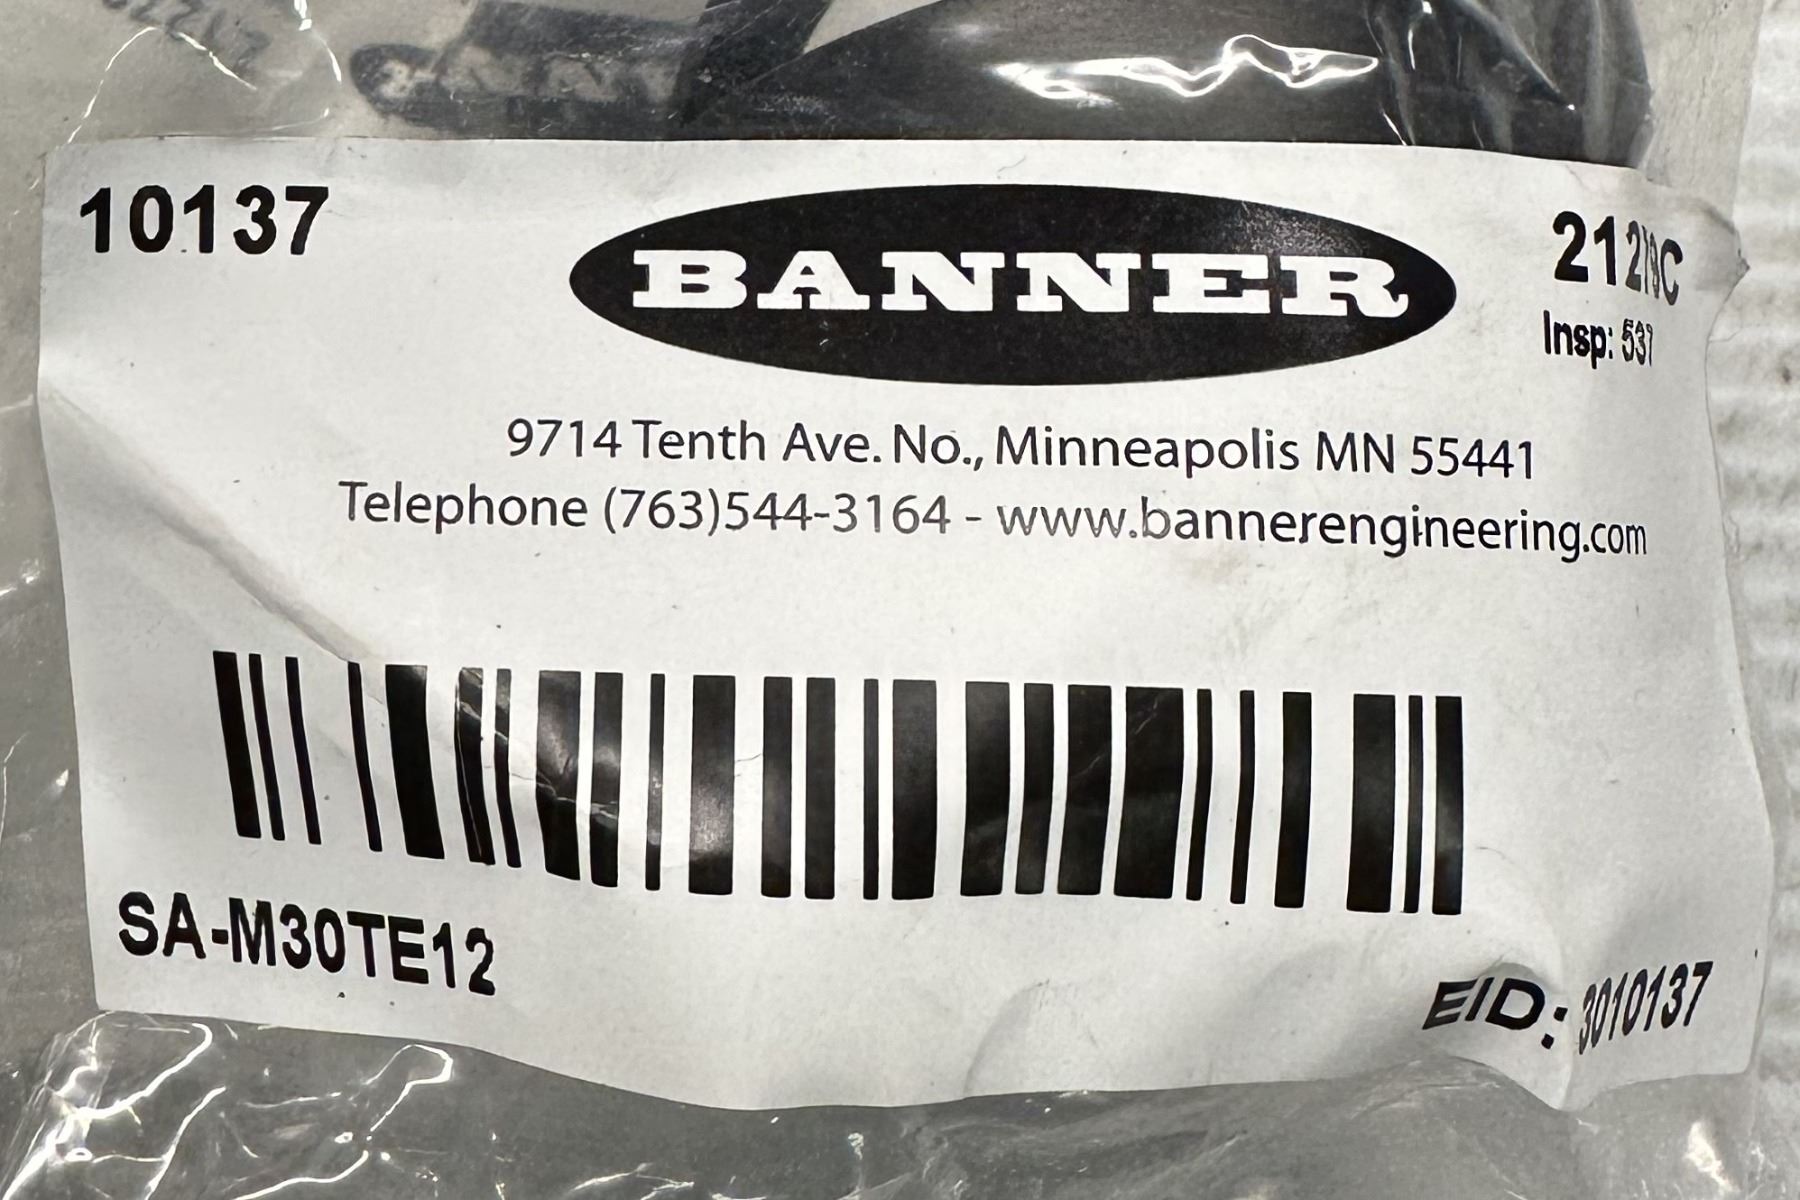 10137
BANNER
Insp: 537
9714 Tenth Ave. No., Minneapolis MN 55441
Telephone (763)544-3164 - www.bannerengineering.com
SA-M30TE12
EID: 3010137